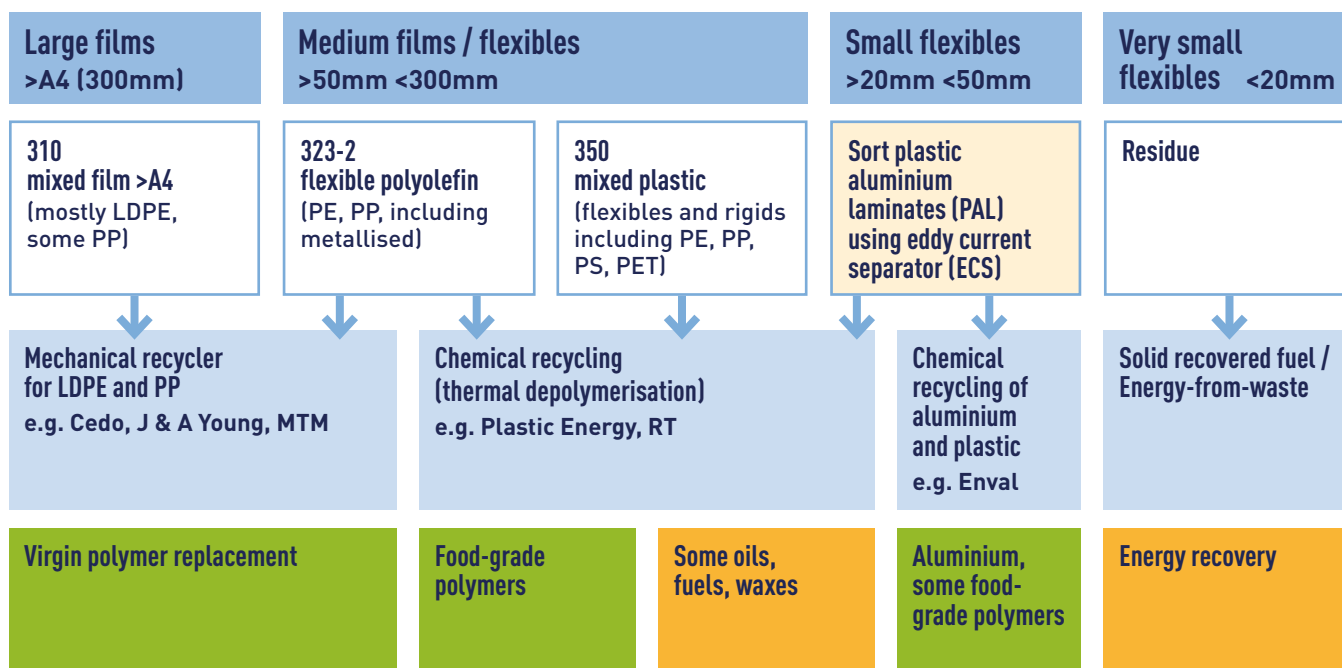 Large films
>A4 (300mm)
Medium films / flexibles
>50mm <300mm
Small flexibles
>20mm <50mm
Very small
flexibles <20mm
310
mixed film >A4
(mostly LDPE,
some PP)
323-2
flexible polyolefin
(PE, PP, including
metallised)
350
mixed plastic
(flexibles and rigids
including PE, PP,
PS, PET)
Sort plastic
aluminium
laminates (PAL)
using eddy current
separator (ECS)
Residue
Mechanical recycler
for LDPE and PP
e.g. Cedo, J & A Young, MTM
Chemical recycling
(thermal depolymerisation)
e.g. Plastic Energy, RT
Chemical
recycling of
aluminium
and plastic
e.g. Enval
Solid recovered fuel /
Energy-from-waste
Virgin polymer replacement
Food-grade
polymers
Some oils,
fuels, waxes
Aluminium,
some food-
grade polymers
Energy recovery